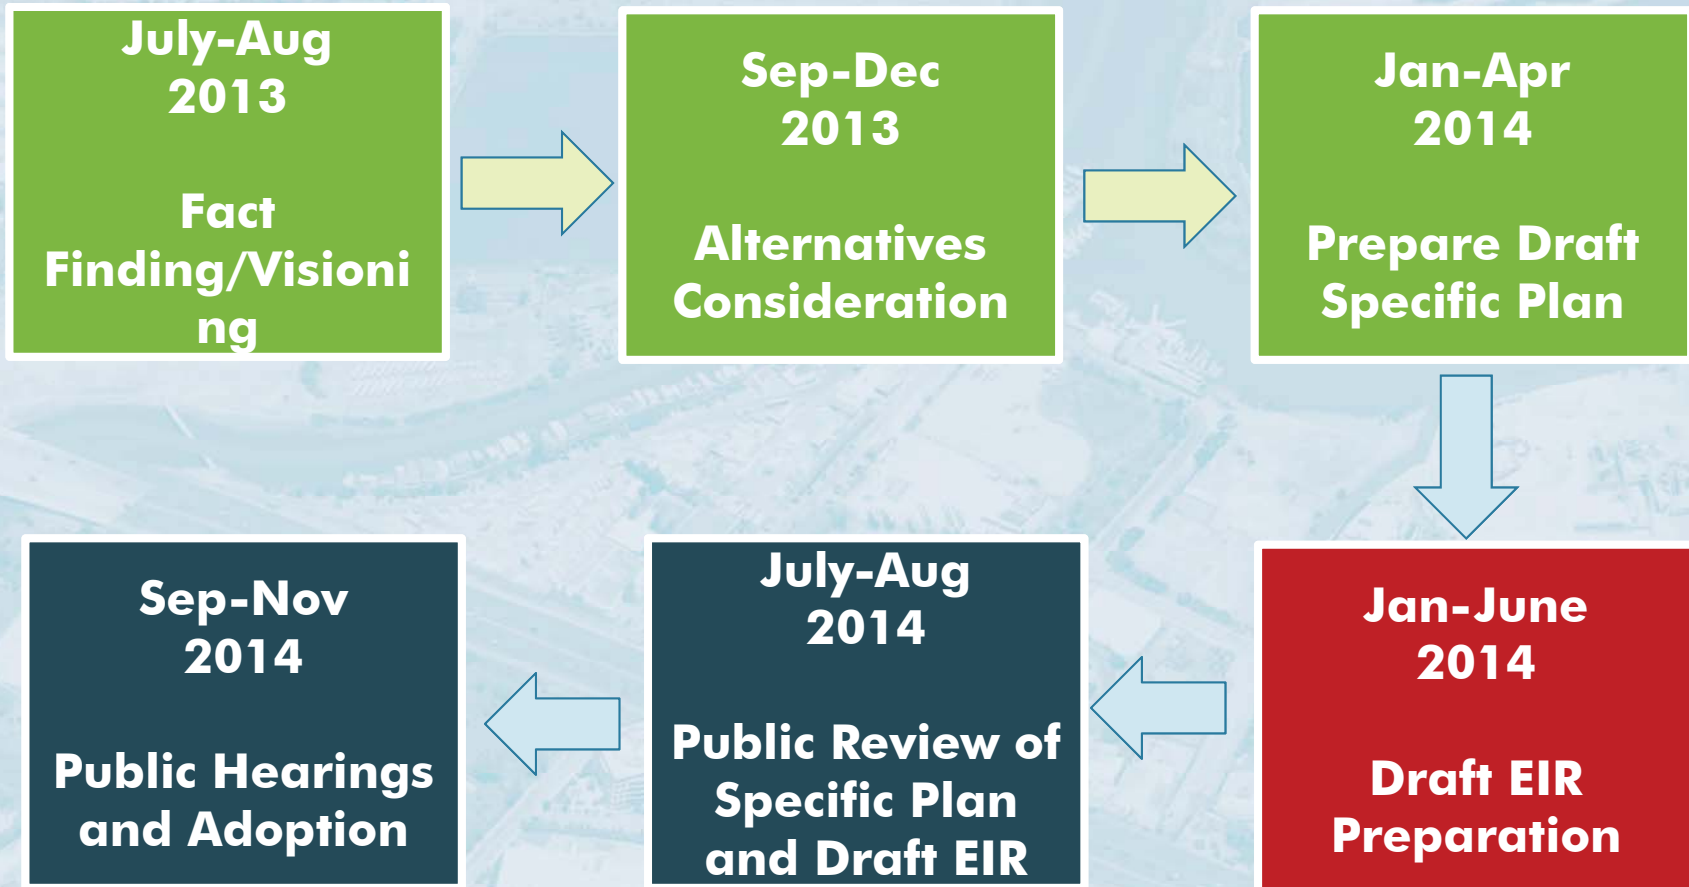 July-Aug
2013
Fact
Finding/Visioni
ng
Sep-Dec
2013
Alternatives
Consideration
Jan-Apr
2014
Prepare Draft
Specific Plan
Jan-June
2014
Draft EIR
Preparation
July-Aug
2014
Public Review of
Specific Plan
and Draft EIR
Sep-Nov
2014
Public Hearings
and Adoption